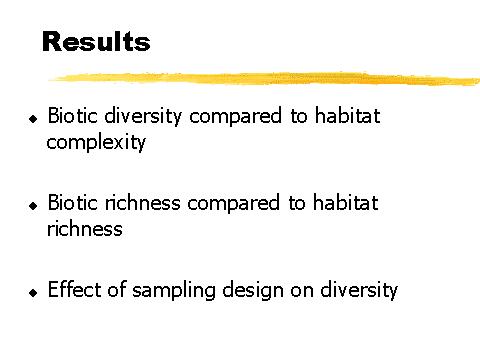 Results
Biotic diversity compared to habitat
complexity
Biotic richness compared to habitat
richness
Effect of sampling design on diversity